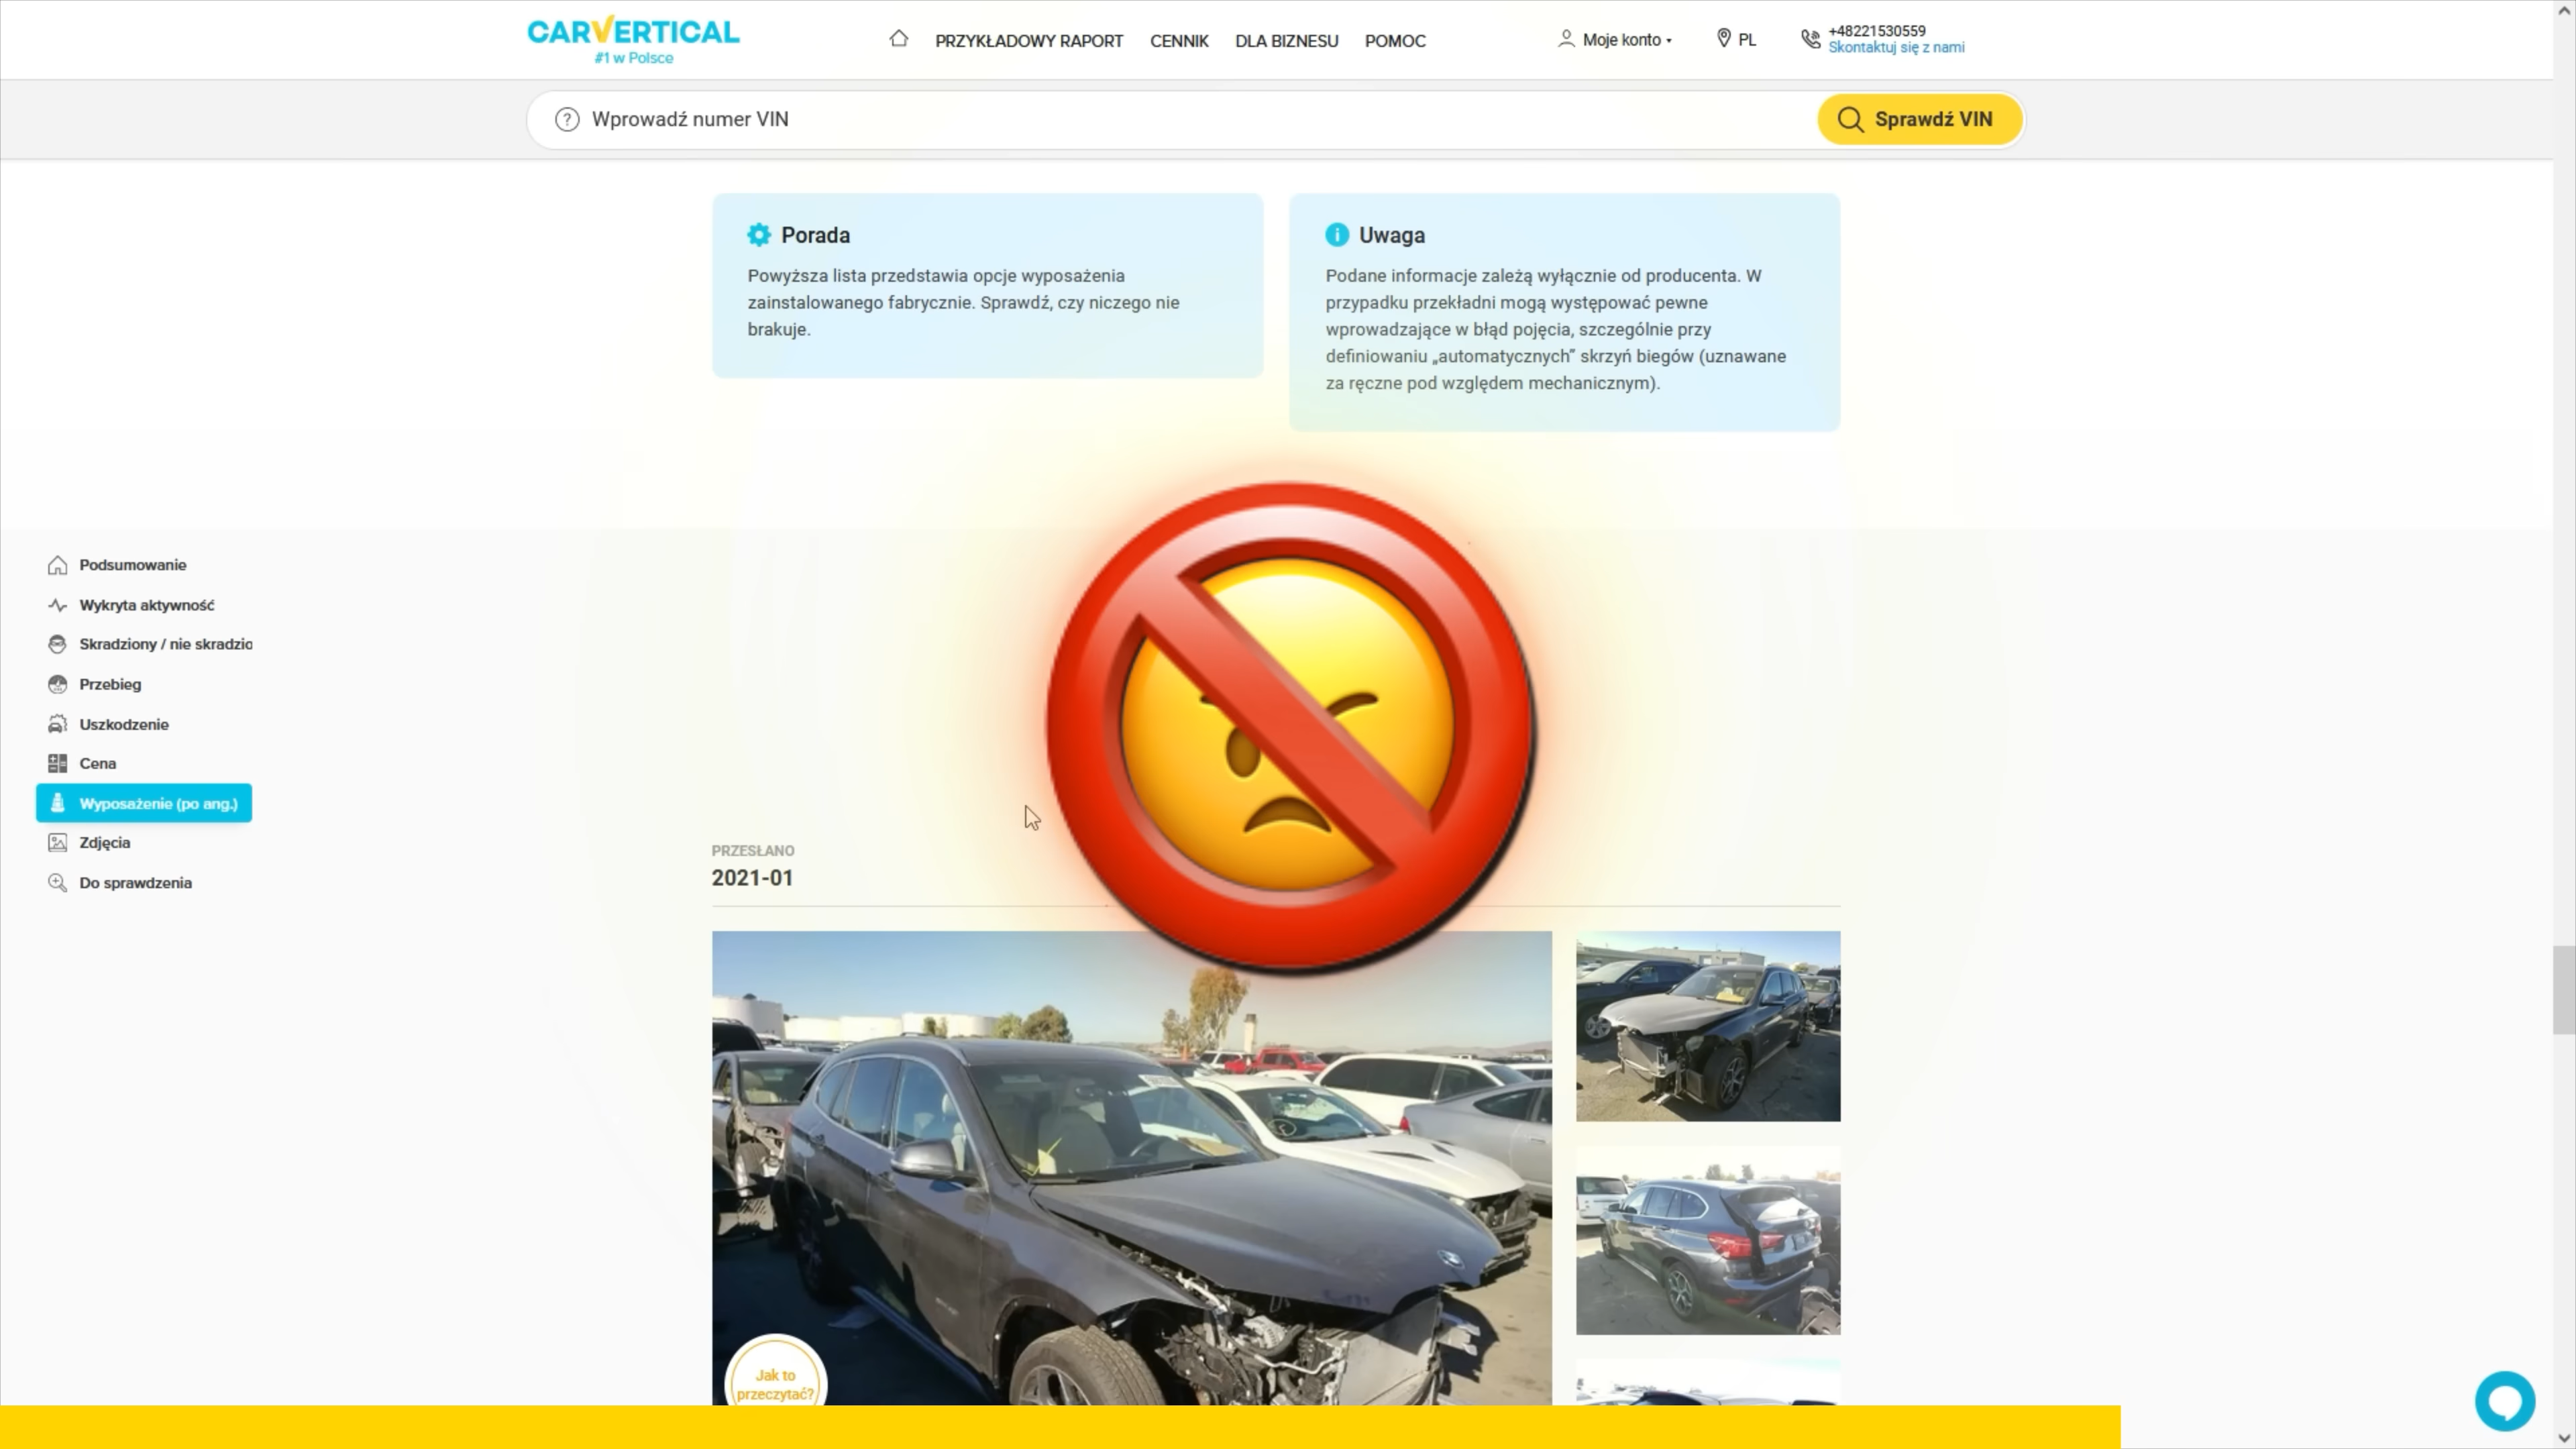 CARVERTICAL
#1 w Polsce
PRZYKŁADOWY RAPORT
CENNIK
DLA BIZNESU
POMOC
Moje konto
PL
+48221530559
Skontaktuj się z nami
Wprowadź numer VIN
Sprawdź VIN
Porada
Powyższa lista przedstawia opcje wyposażenia
zainstalowanego fabrycznie. Sprawdź, czy niczego nie
brakuje.
Uwaga
Podane informacje zależą wyłącznie od producenta. W
przypadku przekładni mogą występować pewne
wprowadzające w błąd pojęcia, szczególnie przy
definiowaniu „automatycznych” skrzyń biegów (uznawane
za ręczne pod względem mechanicznym).
Podsumowanie
Wykryta aktywność
Skradziony / nie skradzio
Przebieg
Uszkodzenie
Cena
Wyposażenie (po ang.)
Zdjęcia
Do sprawdzenia
PRZESŁANO
2021-01
Jak to
przeczytać?